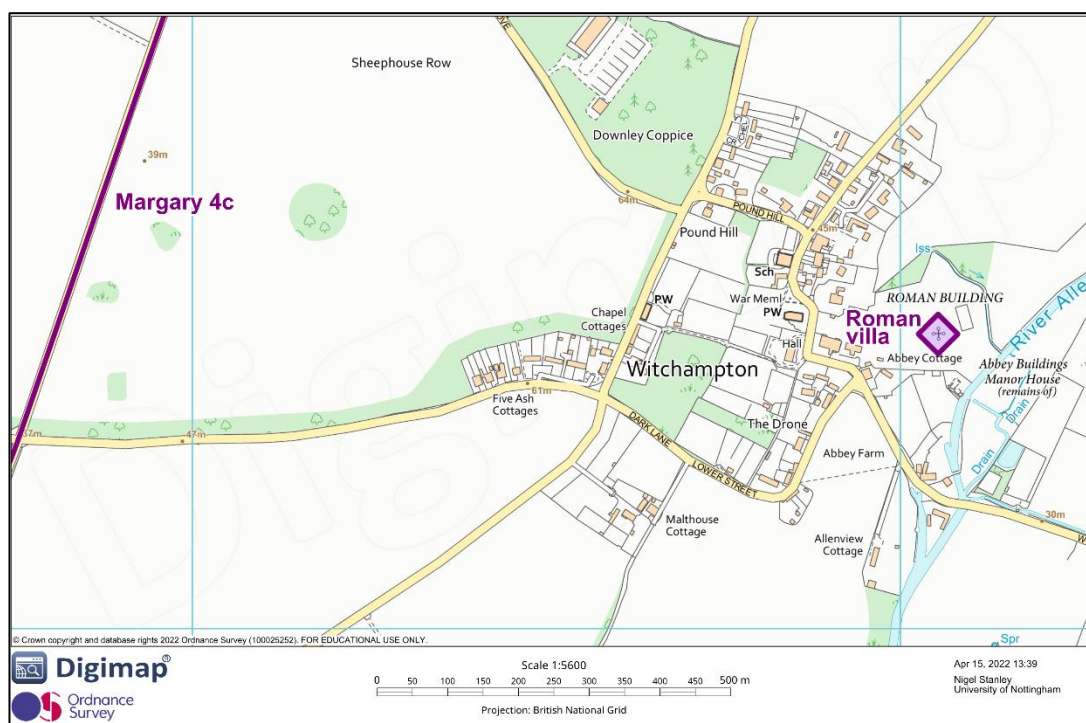 OVE
Sheephouse Row
Downley Coppice
39m
Margary 4c
64m
POUND HILL
45m
Pound Hill
Sch
Iss
ROMAN BUILDING
River Alle
PW
War Meml
Chapel
Cottages
PW
Roman
villa
Hall
Abbey Cottage
Abbey Buildings
Manor House
(remains of)
Witchampton
61m
Five Ash
Cottages
Drain
The Drone
DARK LANE
37m
47m
LOWER STREET
Abbey Farm
Drain
Malthouse
Cottage
30m
W
Allenview
Cottage
Spr
© Crown copyright and database rights 2022 Ordnance Survey (100025252). FOR EDUCATIONAL USE ONLY.
Digimap®
Ordnance
Survey
Scale 1:5600
0 50 100 150 200 250 300 350 400 450 500 m
Projection: British National Grid
Apr 15, 2022 13:39
Nigel Stanley
University of Nottingham
Digimap